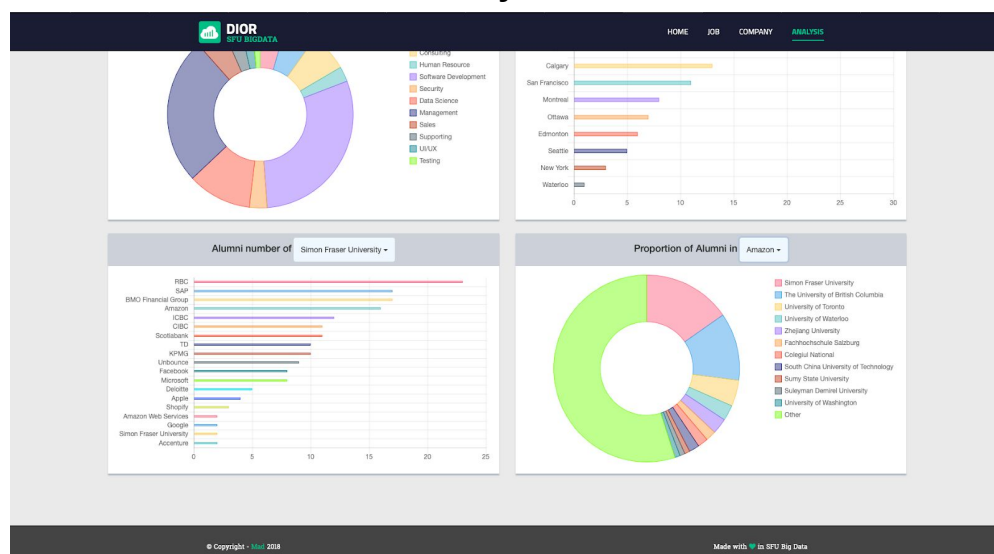 DIOR
SFU BIGDATA
HOME JOB COMPANY ANALYSIS
Consulting
Human Resource
Software Development
Security
Data Science
Management
Sales
Supporting
UI/UX
Testing
Calgary
San Francisco
Montreal
Ottawa
Edmonton
Seattle
New York
Waterloo
0 5 10 15 20 25 30
Alumni number of Simon Fraser University
RBC
SAP
BMO Financial Group
Amazon
ICBC
CIBC
Scotiabank
TD
KPMG
Unbounce
Facebook
Microsoft
Deloitte
Apple
Shopify
Amazon Web Services
Google
Simon Fraser University
Accenture
0 5 10 15 20 25
Proportion of Alumni in Amazon
Simon Fraser University
The University of British Columbia
University of Toronto
University of Waterloo
Zhejiang University
Fachhochschule Salzburg
Colegiul National
South China University of Technology
Sumy State University
Suleyman Demirel University
University of Washington
Other
© Copyright - Mad 2018
Made with ♥ in SFU Big Data